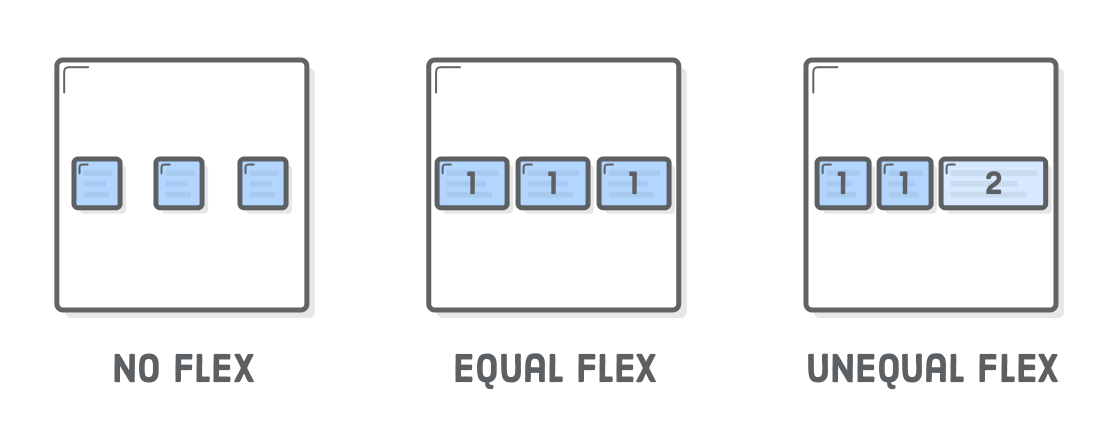 1 1 1
1 1 2
NO FLEX
EQUAL FLEX
UNEQUAL FLEX